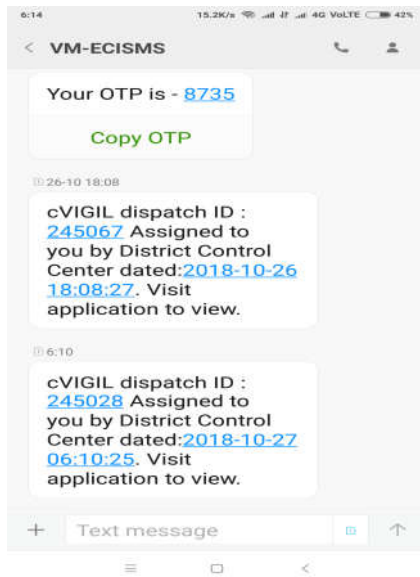 6:14
15.2K/s 4G VoLTE 42%
VM-ECISMS
Your OTP is - 8735
Copy OTP
26-10 18:08
cVIGIL dispatch ID :
245067 Assigned to
you by District Control
Center dated:2018-10-26
18:08:27. Visit
application to view.
6:10
cVIGIL dispatch ID :
245028 Assigned to
you by District Control
Center dated:2018-10-27
06:10:25. Visit
application to view.
Text message